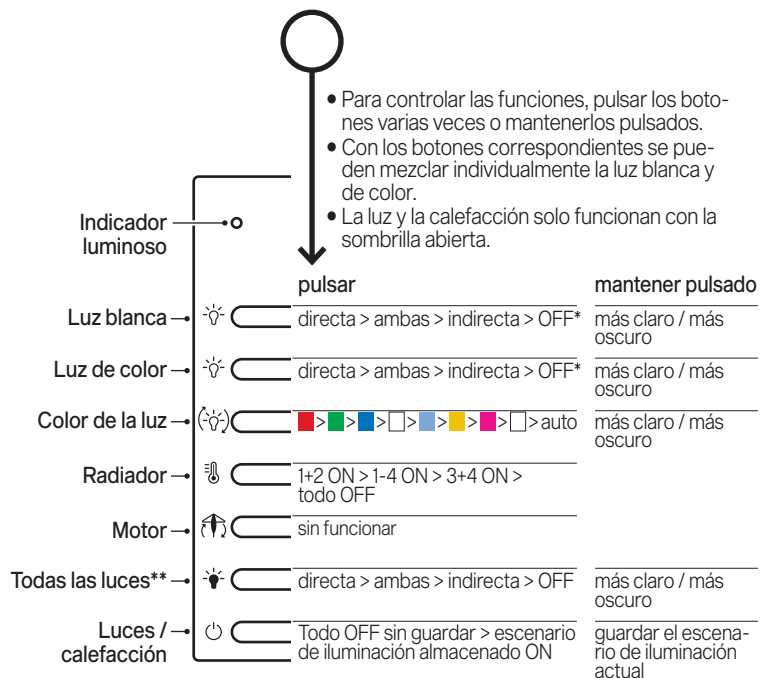 • Para controlar las funciones, pulsar los boto-
nes varias veces o mantenerlos pulsados.
• Con los botones correspondientes se pue-
den mezclar individualmente la luz blanca y
de color.
• La luz y la calefacción solo funcionan con la
sombrilla abierta.
Indicador
luminoso
pulsar
mantener pulsado
Luz blanca
directa > ambas > indirecta > OFF*
más claro / más
oscuro
Luz de color
directa > ambas > indirecta > OFF*
más claro / más
oscuro
Color de la luz
> > > > > > > > auto
más claro / más
oscuro
Radiador
1+2 ON > 1-4 ON > 3+4 ON >
todo OFF
Motor
sin funcionar
Todas las luces**
directa > ambas > indirecta > OFF
más claro / más
oscuro
Luces /
calefacción
Todo OFF sin guardar > escenario
de iluminación almacenado ON
guardar el escena-
rio de iluminación
actual